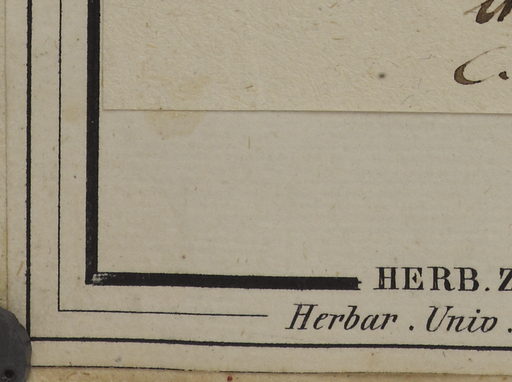 C.
HERB. Z
Herbar. Univ.